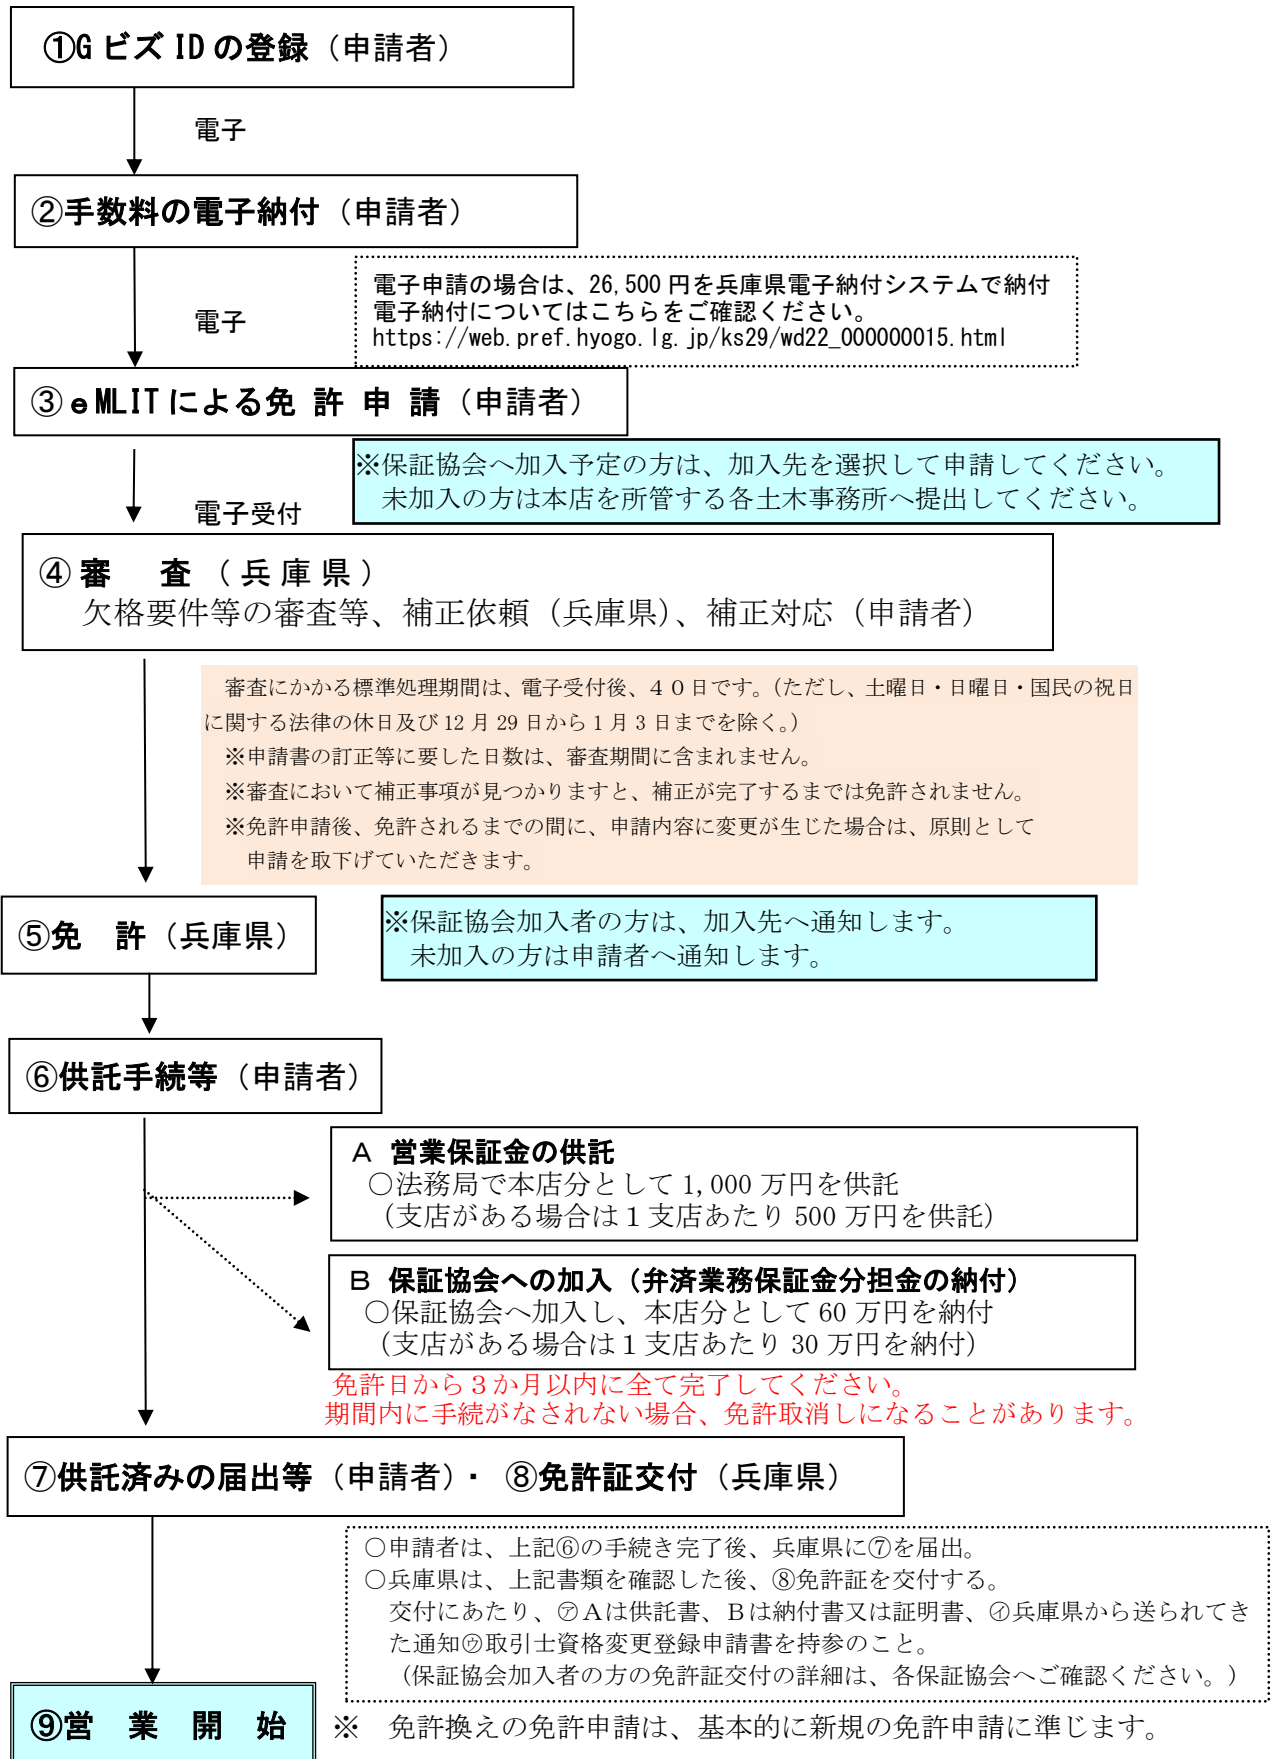 ①GビズIDの登録（申請者）
電子
②手数料の電子納付（申請者）
電子申請の場合は、26,500円を兵庫県電子納付システムで納付
電子納付についてはこちらをご確認ください。
https://web.pref.hyogo.lg.jp/ks29/wd22_000000015.html
電子
③eMLITによる免 許 申 請（申請者）
※保証協会へ加入予定の方は、加入先を選択して申請してください。
未加入の方は本店を所管する各土木事務所へ提出してください。
電子受付
④審　査（兵庫県）
欠格要件等の審査等、補正依頼（兵庫県）、補正対応（申請者）
審査にかかる標準処理期間は、電子受付後、４０日です。（ただし、土曜日・日曜日・国民の祝日
に関する法律の休日及び12月29日から1月3日までを除く。）
※申請書の訂正等に要した日数は、審査期間に含まれません。
※審査において補正事項が見つかりますと、補正が完了するまでは免許されません。
※免許申請後、免許されるまでの間に、申請内容に変更が生じた場合は、原則として
申請を取下げていただきます。
⑤免　許（兵庫県）
※保証協会加入者の方は、加入先へ通知します。
未加入の方は申請者へ通知します。
⑥供託手続等（申請者）
Ａ 営業保証金の供託
○法務局で本店分として1,000万円を供託
（支店がある場合は１支店あたり500万円を供託）
Ｂ 保証協会への加入（弁済業務保証金分担金の納付）
○保証協会へ加入し、本店分として60万円を納付
（支店がある場合は１支店あたり30万円を納付）
免許日から３か月以内に全て完了してください。
期間内に手続がなされない場合、免許取消しになることがあります。
⑦供託済みの届出等（申請者）・ ⑧免許証交付（兵庫県）
○申請者は、上記⑥の手続き完了後、兵庫県に⑦を届出。
○兵庫県は、上記書類を確認した後、⑧免許証を交付する。
交付にあたり、㋐Ａは供託書、Ｂは納付書又は証明書、㋑兵庫県から送られてき
た通知㋒取引士資格変更登録申請書を持参のこと。
（保証協会加入者の方の免許証交付の詳細は、各保証協会へご確認ください。）
⑨営　業　開　始
※　免許換えの免許申請は、基本的に新規の免許申請に準じます。